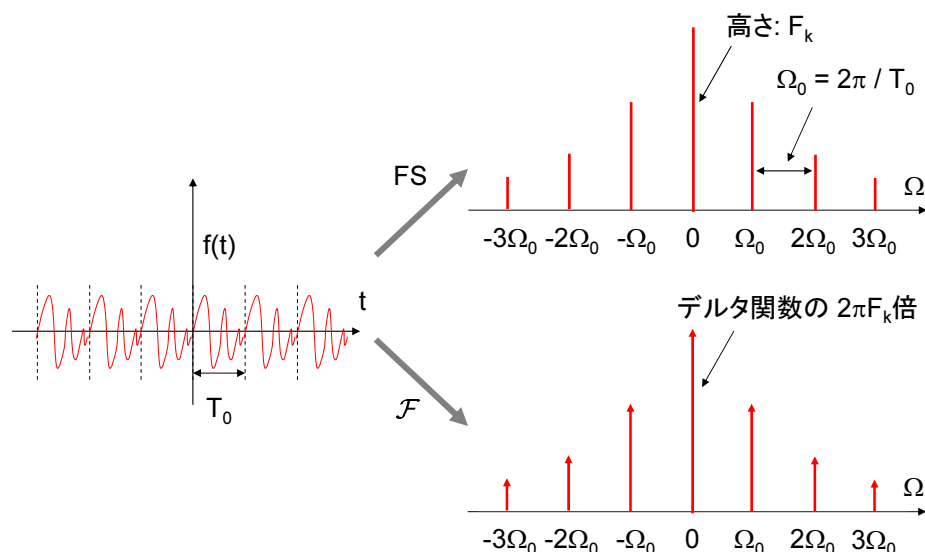 高さ: Fk
Ω0 = 2π / T0
FS
Ω
-3Ω0 -2Ω0 -Ω0 0 Ω0 2Ω0 3Ω0
f(t)
t
T0
デルタ関数の 2πFk倍
ℱ
Ω
-3Ω0 -2Ω0 -Ω0 0 Ω0 2Ω0 3Ω0